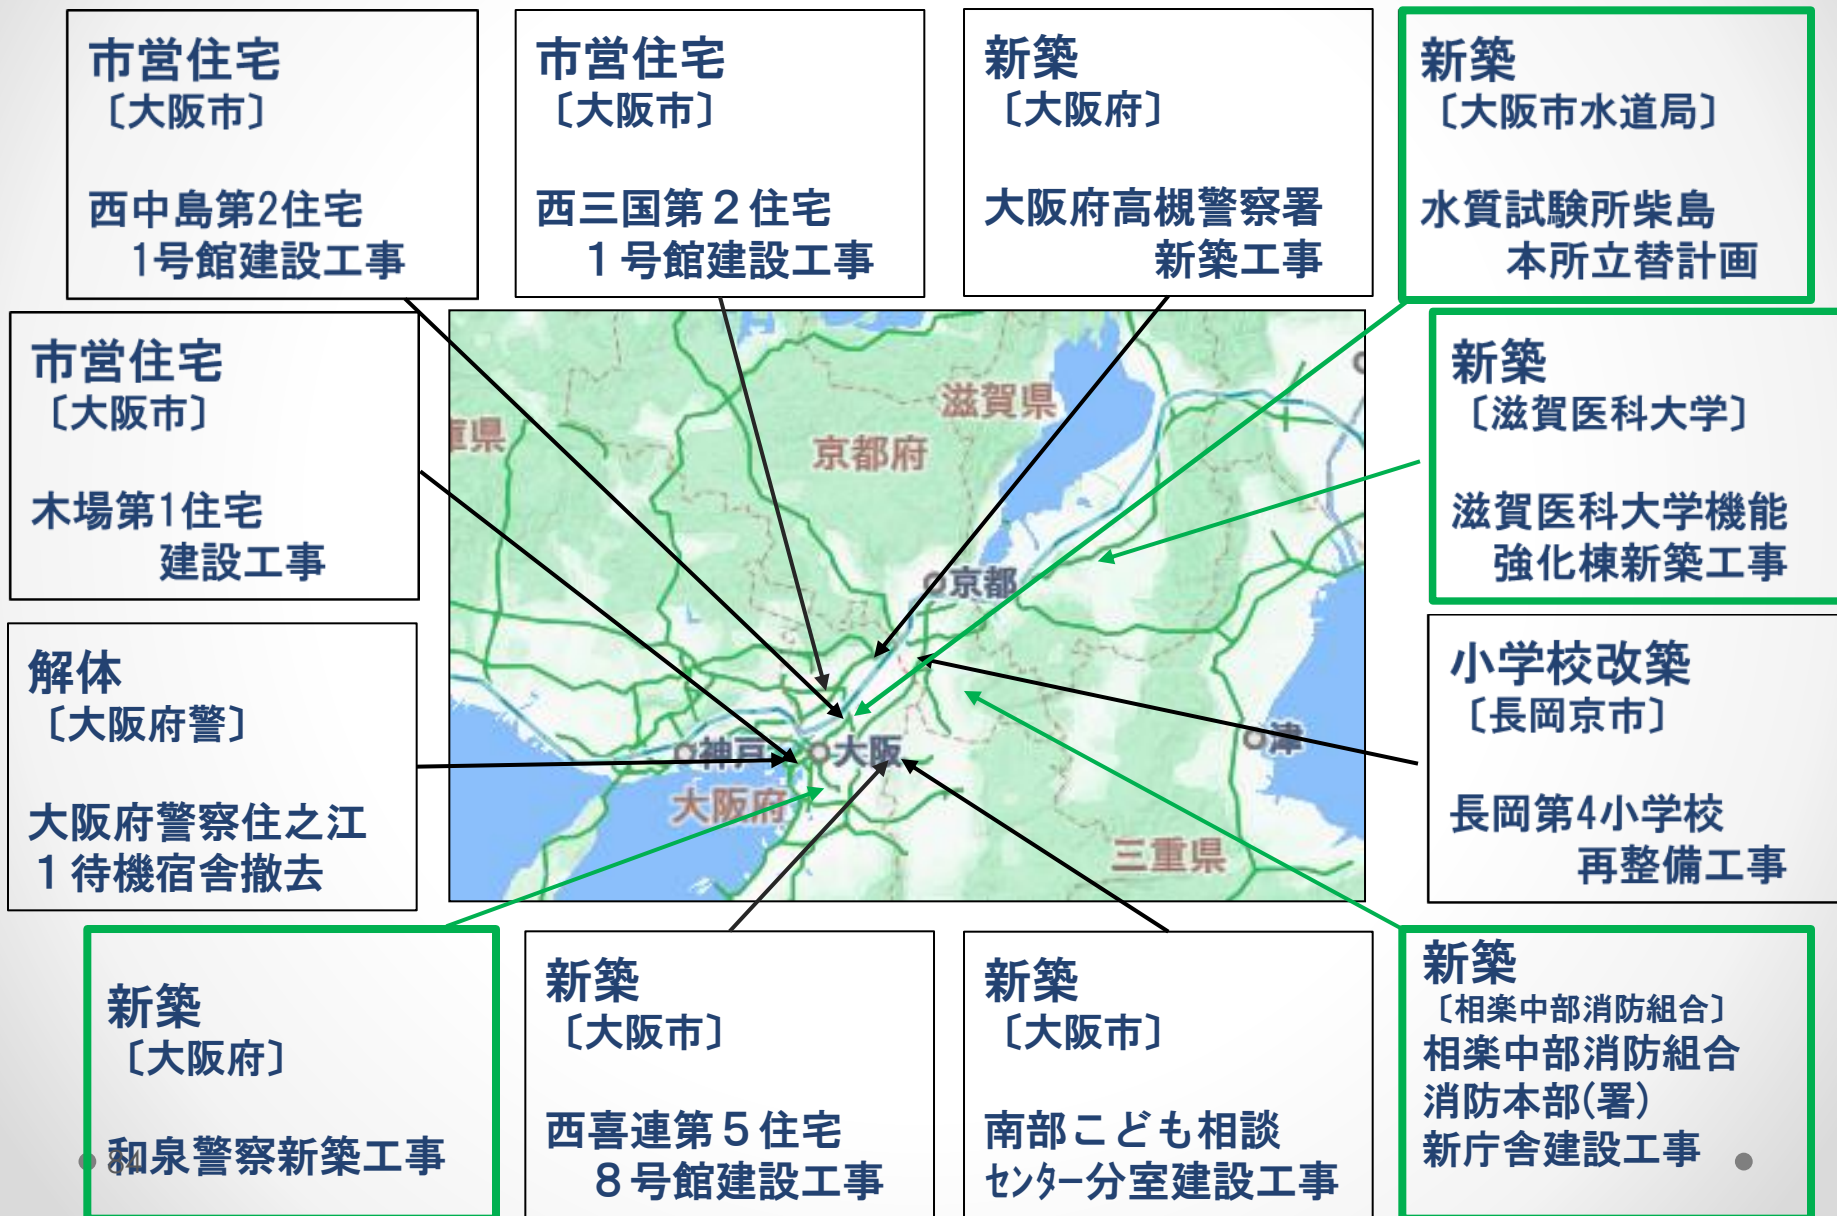 市営住宅
〔大阪市〕
西中島第2住宅
1号館建設工事
市営住宅
〔大阪市〕
西三国第２住宅
１号館建設工事
新築
〔大阪府〕
大阪府高槻警察署
新築工事
新築
〔大阪市水道局〕
水質試験所柴島
本所立替計画
市営住宅
〔大阪市〕
木場第1住宅
建設工事
新築
〔滋賀医科大学〕
滋賀医科大学機能
強化棟新築工事
解体
〔大阪府警〕
大阪府警察住之江
１待機宿舎撤去
小学校改築
〔長岡京市〕
長岡第4小学校
再整備工事
滋賀県
京都府
庫県
京都
神戸
大阪
津
大阪府
三重県
新築
〔大阪府〕
和泉警察新築工事
新築
〔大阪市〕
西喜連第５住宅
８号館建設工事
新築
〔大阪市〕
南部こども相談
ｾﾝﾀｰ分室建設工事
新築
〔相楽中部消防組合〕
相楽中部消防組合
消防本部(署)
新庁舎建設工事